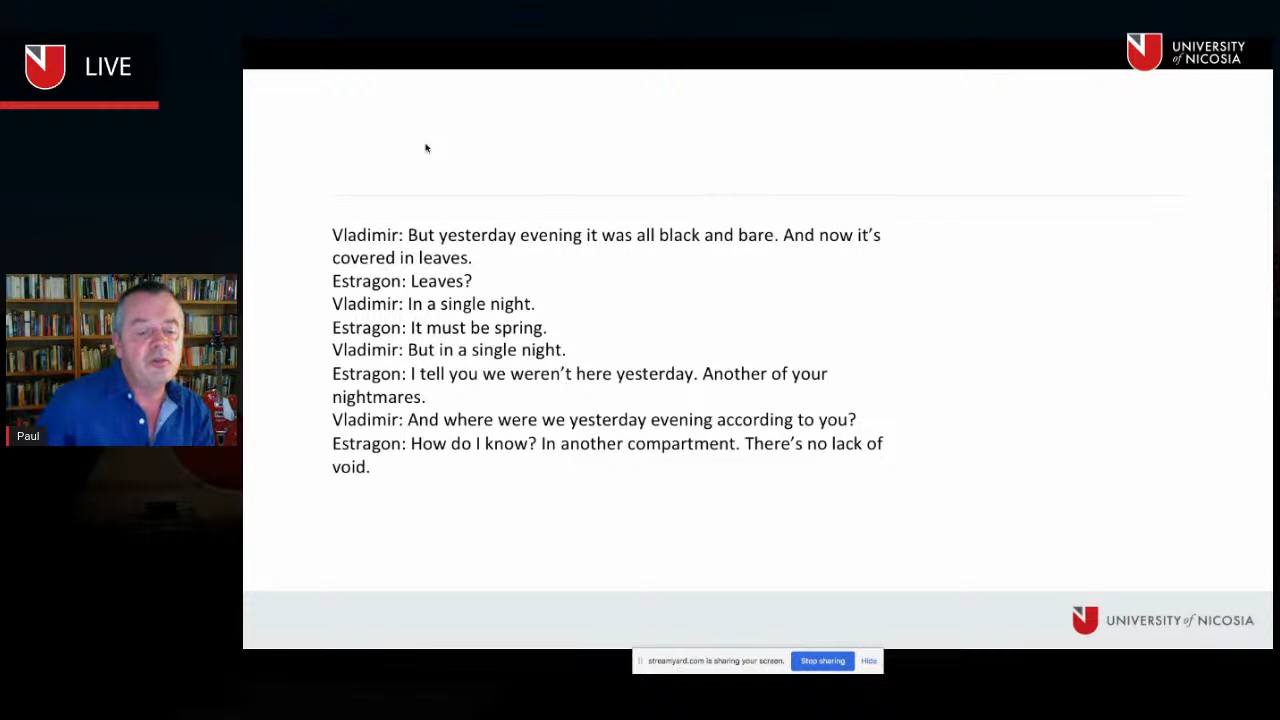 LIVE
UNIVERSITY
of NICOSIA
Vladimir: But yesterday evening it was all black and bare. And now it’s
covered in leaves.
Estragon: Leaves?
Vladimir: In a single night.
Estragon: It must be spring.
Vladimir: But in a single night.
Estragon: I tell you we weren’t here yesterday. Another of your
nightmares.
Vladimir: And where were we yesterday evening according to you?
Estragon: How do I know? In another compartment. There’s no lack of
void.
Paul
UNIVERSITY of NICOSIA
streamyard.com is sharing your screen. Stop sharing Hide